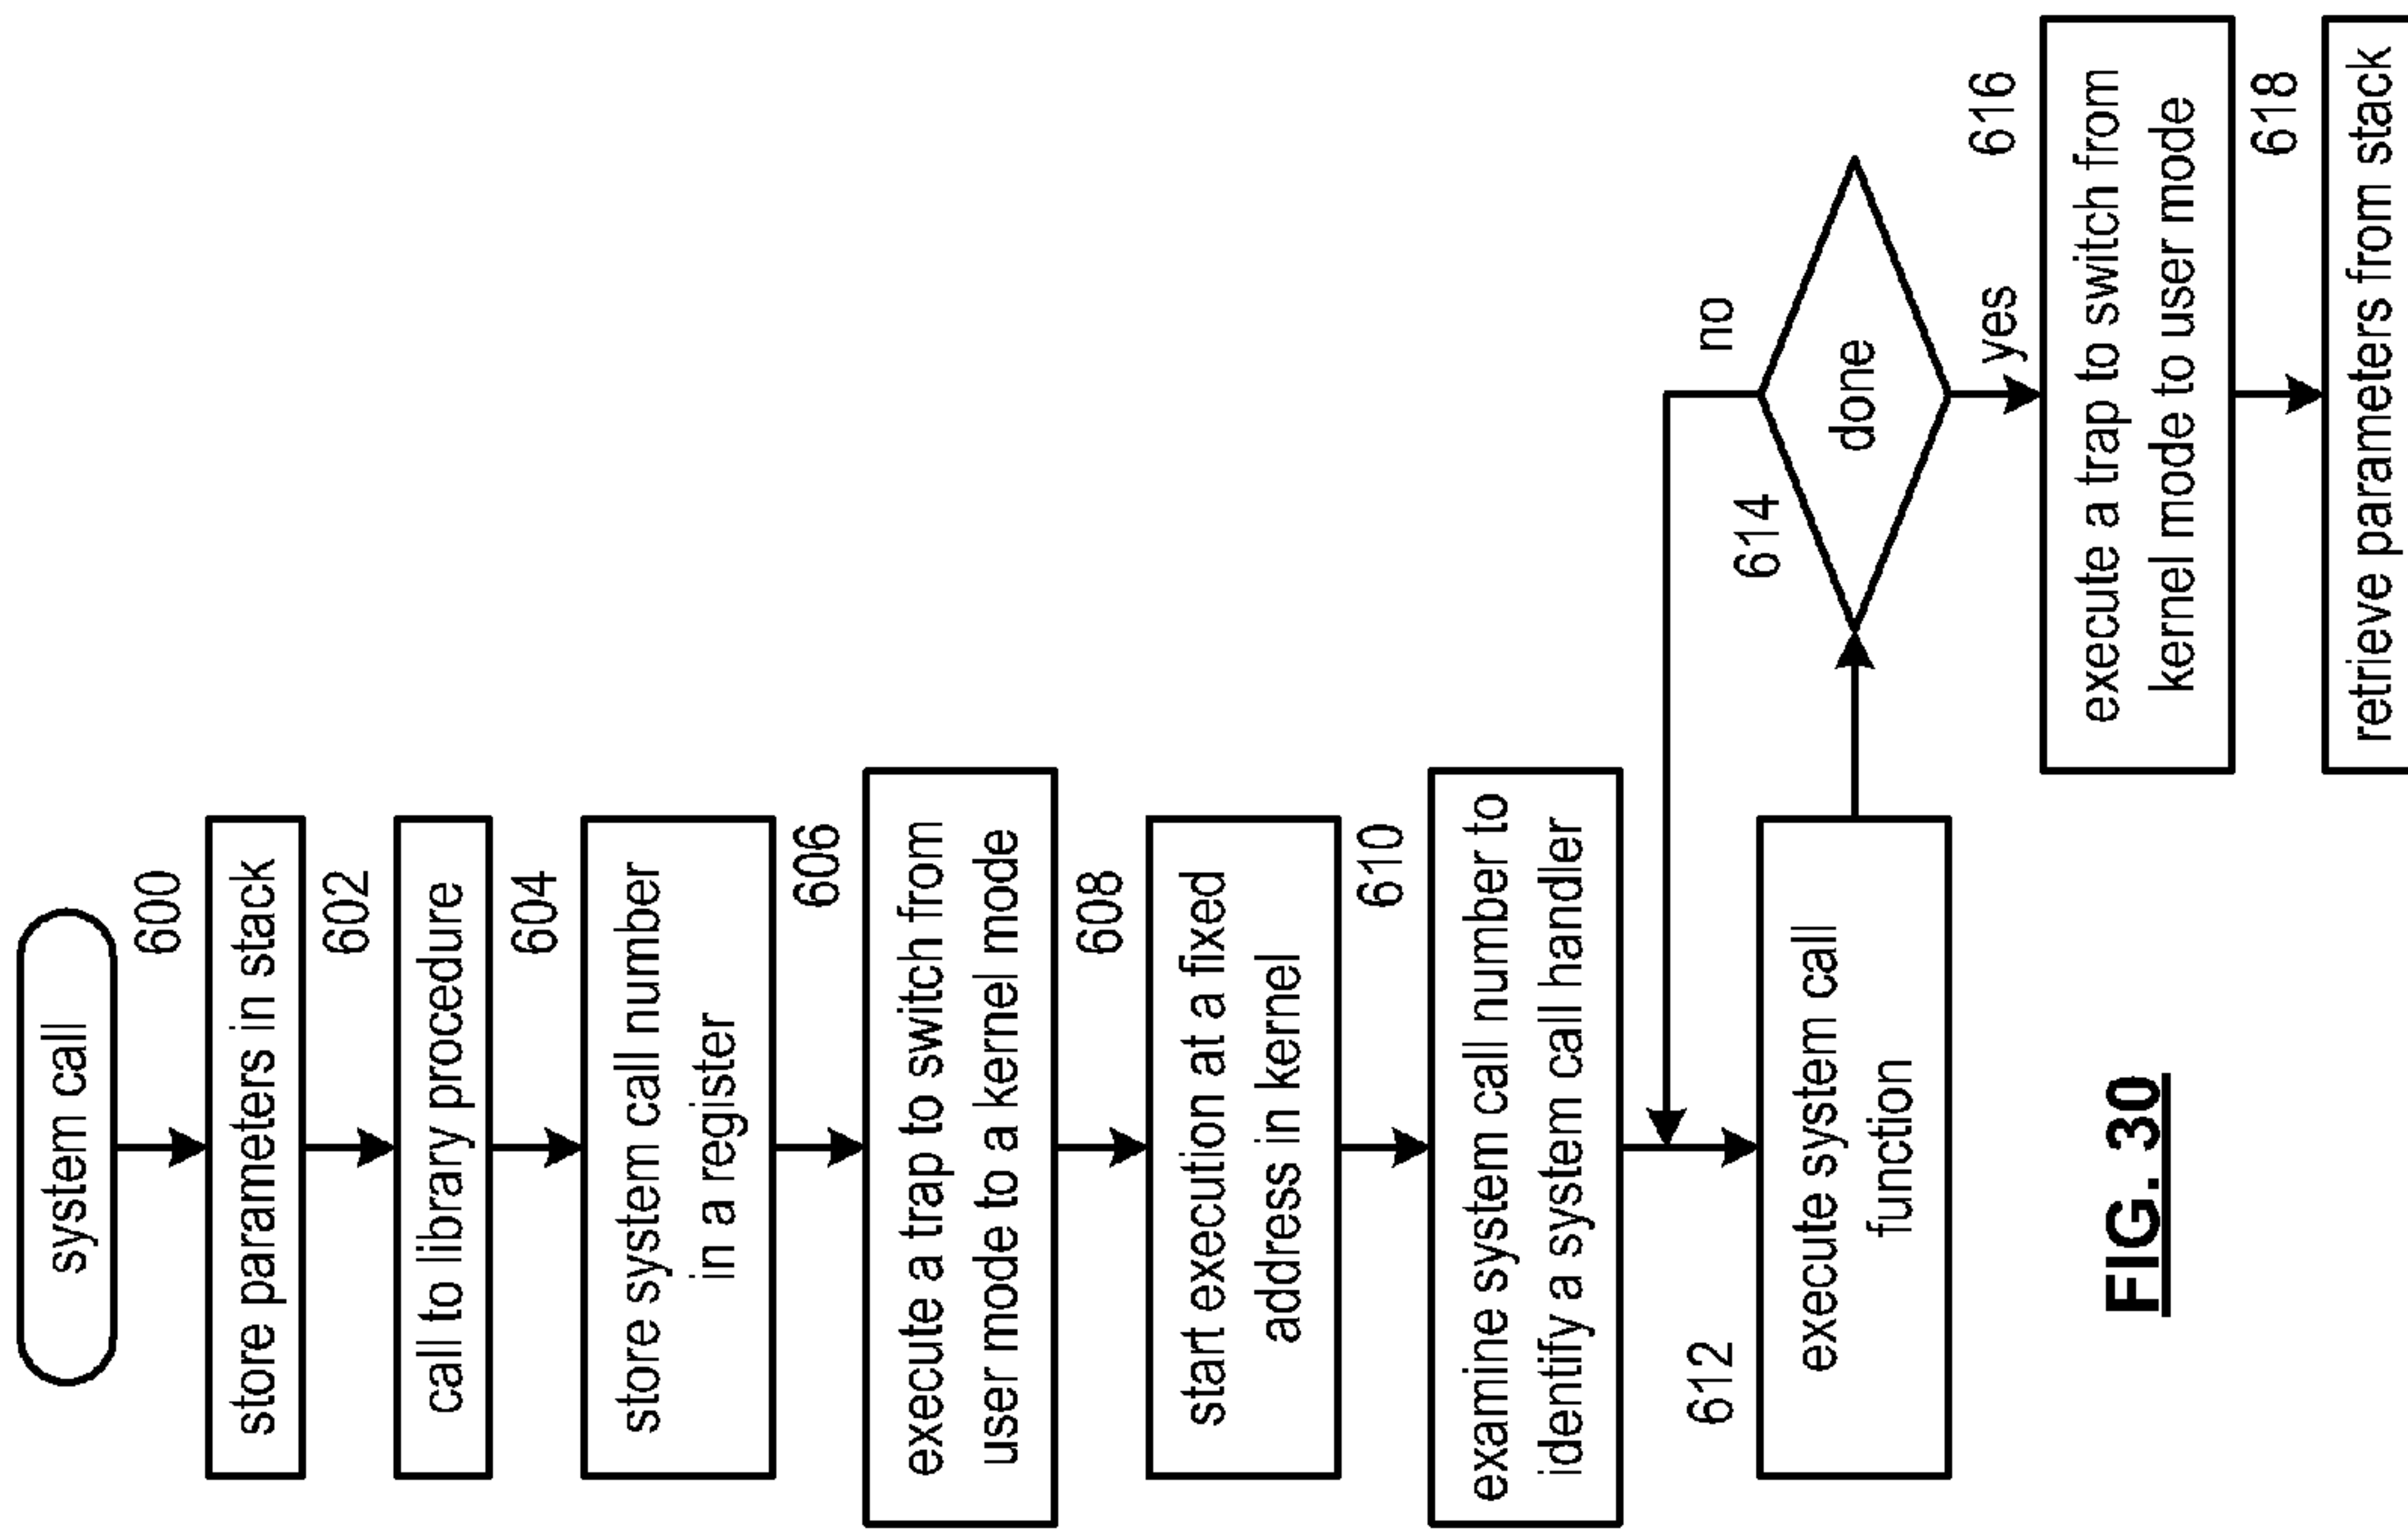 system call
600
store parameters in stack
602
call to library procedure
604
store system call number
in a register
606
execute a trap to switch from
user mode to a kernel mode
608
start execution at a fixed
address in kernel
610
examine system call number to
identify a system call handler
612
execute system call
function
614
done
no
yes
616
execute a trap to switch from
kernel mode to user mode
618
retrieve parameters from stack
FIG. 30